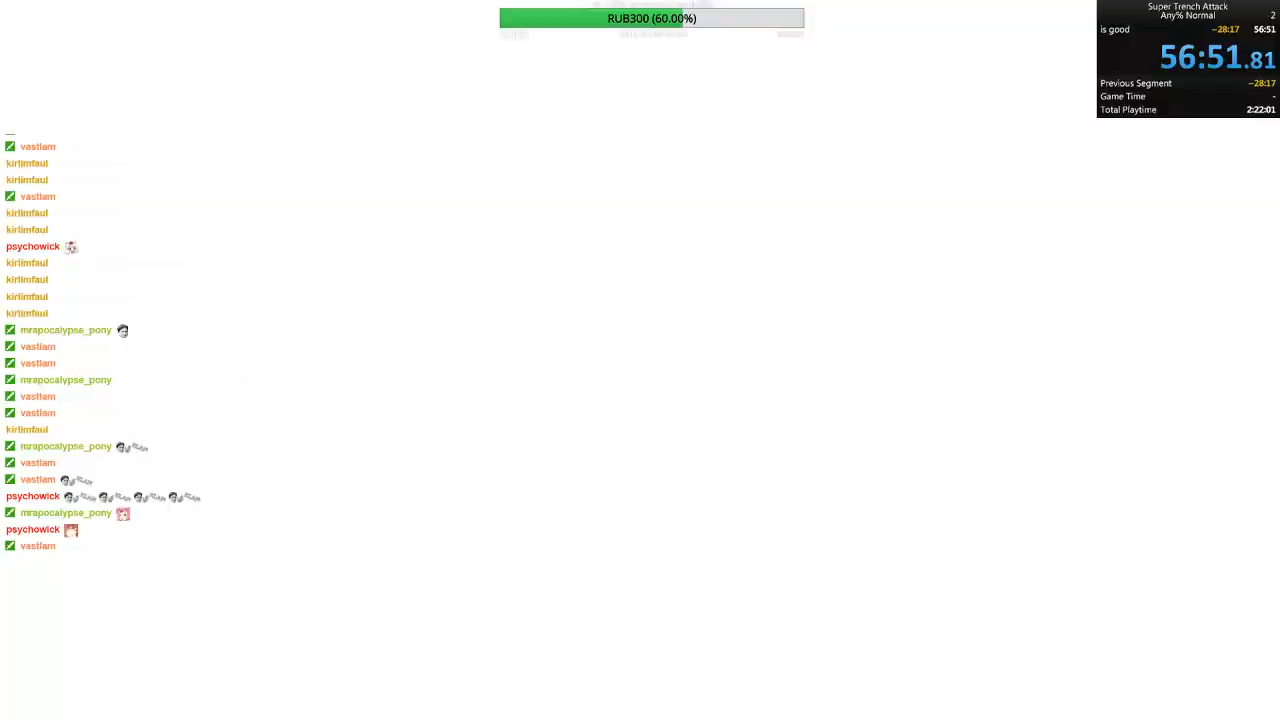 RUB300 (60.00%)
Super Trench Attack
Any% Normal 2
is good -28:17 56:51
56:51.81
Previous Segment -28:17
Game Time -
Total Playtime 2:22:01
vastlam
kirlimfaul
kirlimfaul
vastlam
kirlimfaul
kirlimfaul
psychowick
kirlimfaul
kirlimfaul
kirlimfaul
kirlimfaul
mrapocalypse_pony
vastlam
vastlam
mrapocalypse_pony
vastlam
vastlam
kirlimfaul
mrapocalypse_pony
vastlam
vastlam
psychowick
mrapocalypse_pony
psychowick
vastlam